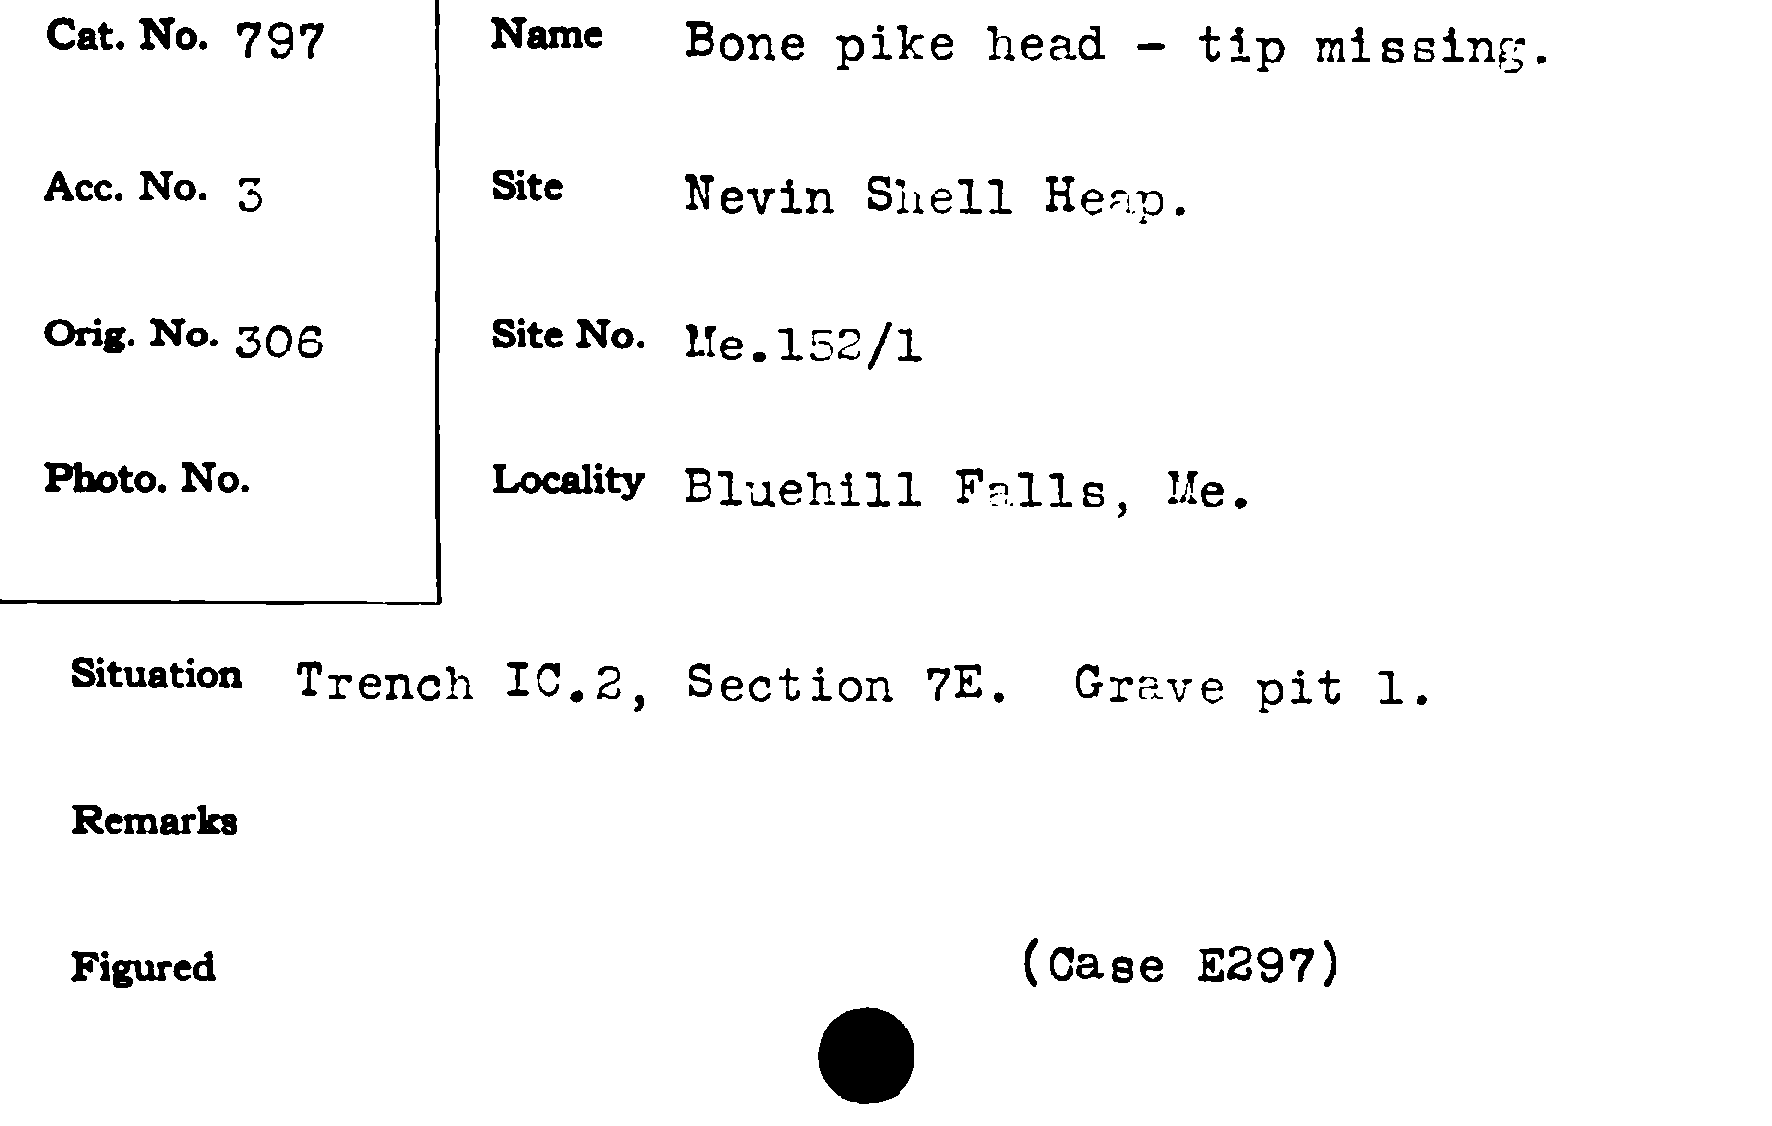 Cat. No. 797 Name Bone pike head - tip missing.
Acc. No. 3 Site Nevin Shell Heap.
Orig. No. 306 Site No. Me.152/1
Photo. No. Locality Bluehill Falls, Me.
Situation Trench IC.2, Section 7E. Grave pit 1.
Remarks
Figured (Case E297)